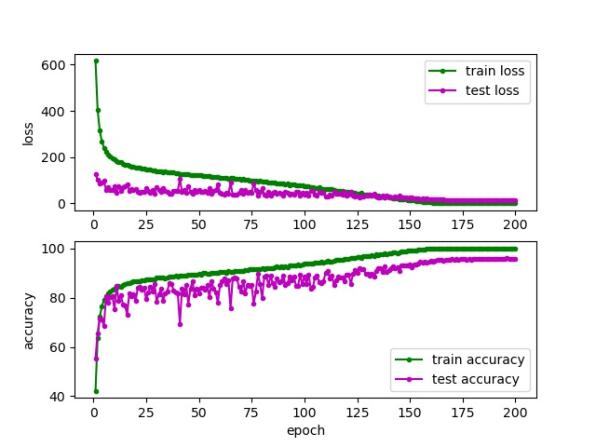 600
400
200
0
loss
train loss
test loss
0 25 50 75 100 125 150 175 200
100
80
60
40
accuracy
train accuracy
test accuracy
0 25 50 75 100 125 150 175 200
epoch